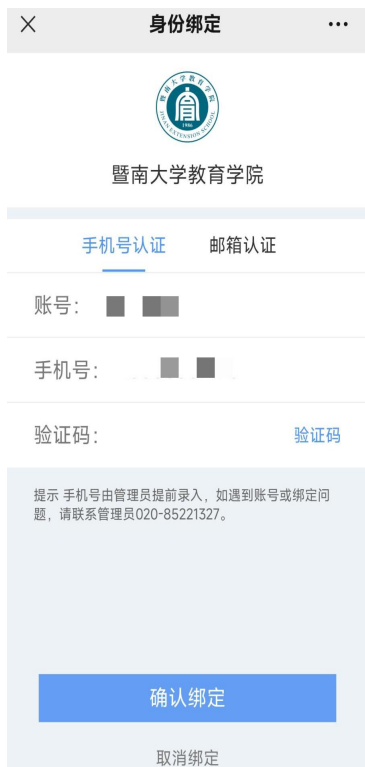 身份绑定
暨南大学教育学院
JINAN EXTENSION SCHOOL
1986
暨南大学教育学院
手机号认证 邮箱认证
账号:
手机号:
验证码: 验证码
提示 手机号由管理员提前录入，如遇到账号或绑定问
题，请联系管理员020-85221327。
确认绑定
取消绑定